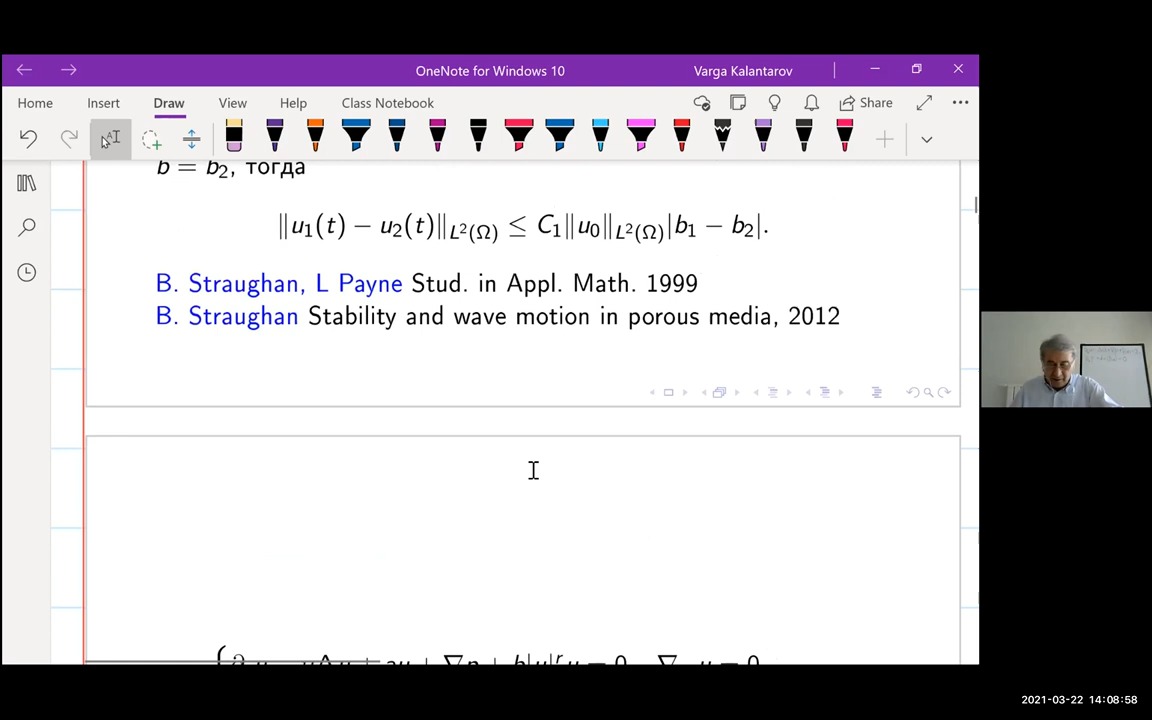 OneNote for Windows 10
Varga Kalantarov
Home Insert Draw View Help Class Notebook Share
b = b₂, тогда
‖u₁(t) − u₂(t)‖_{L²(Ω)} ≤ C₁‖u₀‖_{L²(Ω)}|b₁ − b₂|.
B. Straughan, L Payne Stud. in Appl. Math. 1999
B. Straughan Stability and wave motion in porous media, 2012
2021-03-22 14:08:58